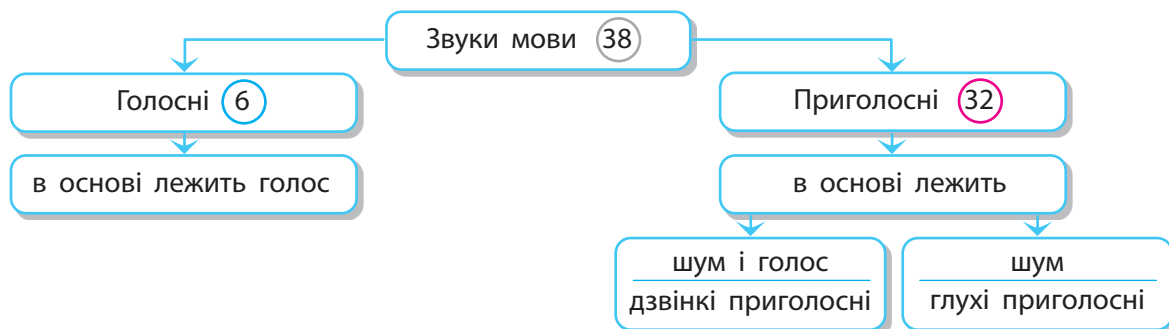 Звуки мови 38
Голосні 6
Приголосні 32
в основі лежить голос
в основі лежить
шум і голос
дзвінкі приголосні
шум
глухі приголосні